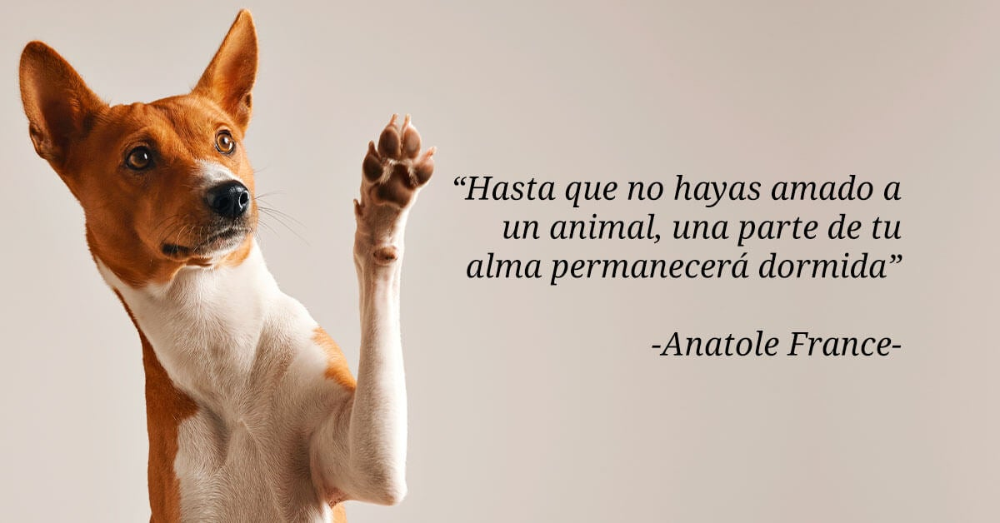 “Hasta que no hayas amado a
un animal, una parte de tu
alma permanecerá dormida”
-Anatole France-